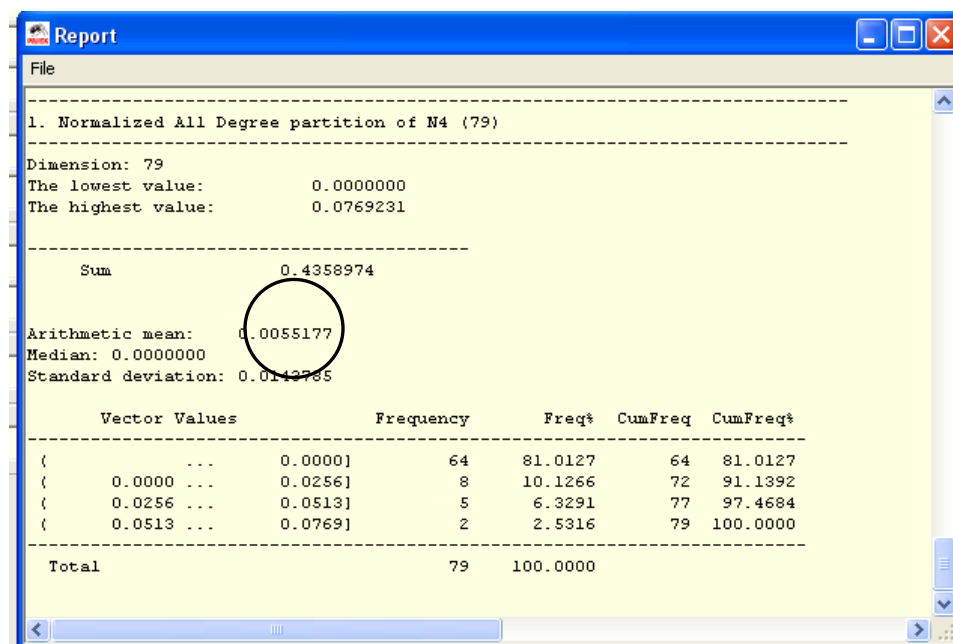 Report
File
--------------------------------------------------------------------------------
1. Normalized All Degree partition of N4 (79)
--------------------------------------------------------------------------------
Dimension: 79
The lowest value: 0.0000000
The highest value: 0.0769231
------------------------------------------
Sum 0.4358974
Arithmetic mean: 0.0055177
Median: 0.0000000
Standard deviation: 0.0143785
Vector Values Frequency Freq% CumFreq CumFreq%
--------------------------------------------------------------------------
( ... 0.0000] 64 81.0127 64 81.0127
( 0.0000 ... 0.0256] 8 10.1266 72 91.1392
( 0.0256 ... 0.0513] 5 6.3291 77 97.4684
( 0.0513 ... 0.0769] 2 2.5316 79 100.0000
--------------------------------------------------------------------------
Total 79 100.0000